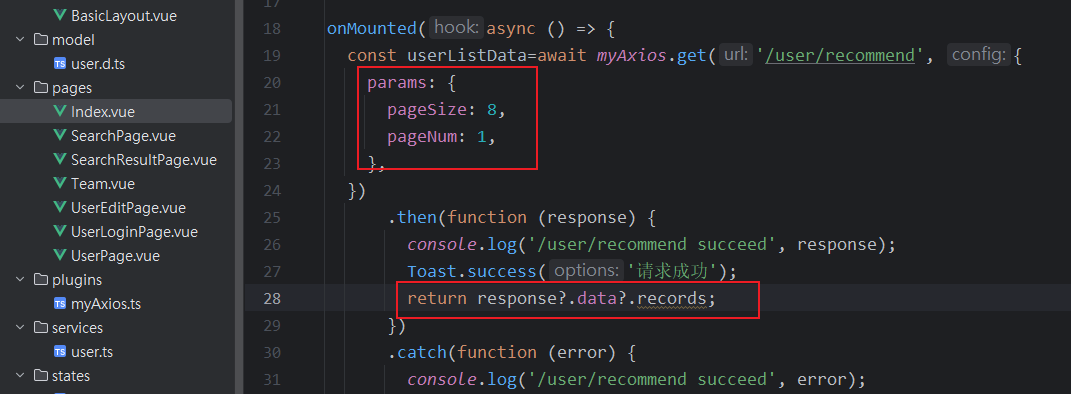 BasicLayout.vue
model
TS user.d.ts
pages
Index.vue
SearchPage.vue
SearchResultPage.vue
Team.vue
UserEditPage.vue
UserLoginPage.vue
UserPage.vue
plugins
TS myAxios.ts
services
TS user.ts
states
17
18 onMounted( hook: async () => {
19 const userListData=await myAxios.get( url: '/user/recommend', config: {
20 params: {
21 pageSize: 8,
22 pageNum: 1,
23 },
24 })
25 .then(function (response) {
26 console.log('/user/recommend succeed', response);
27 Toast.success( options: '请求成功');
28 return response?.data?.records;
29 })
30 .catch(function (error) {
31 console.log('/user/recommend succeed', error);